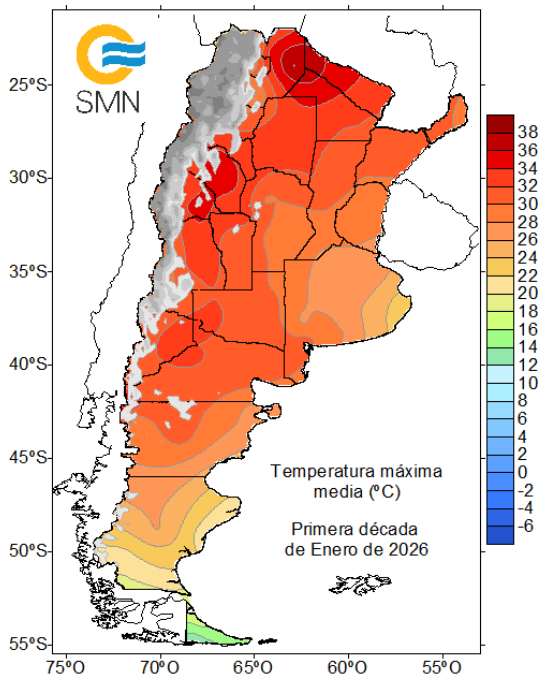 SMN
25°S
30°S
35°S
40°S
45°S
50°S
55°S
75°O
70°O
65°O
60°O
55°O
Temperatura máxima
media (ºC)
Primera década
de Enero de 2026
38
36
34
32
30
28
26
24
22
20
18
16
14
12
10
8
6
4
2
0
-2
-4
-6